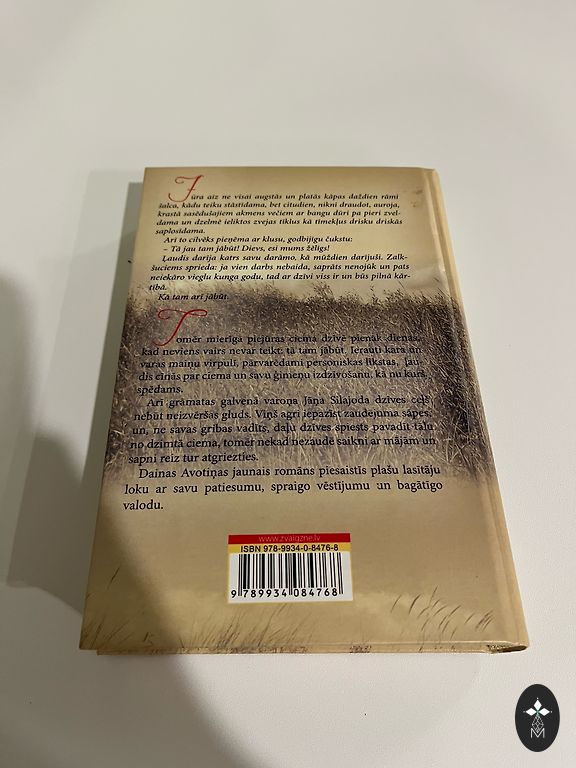 Jūra aiz ne visai augstās un platās kāpas daždien rāmi
šalca, kādu teiku stāstīdama, bet citudien, nikni draudot, auroja,
krastā sasēdušajiem akmens večiem ar bangu dūri pa pieri zvel-
dama un dzelmē ieliktos zvejas tīklus kā tīmekļus drisku driskās
saplosīdama.
Arī to cilvēks pieņēma ar klusu, godbijīgu čukstu:
– Tā jau tam jābūt! Dievs, esi mums žēlīgs!
Ļaudis darīja katrs savu darāmo, kā mūždien darījuši. Zalk-
šuciems sprieda: ja vien darbs nebaida, saprāts nenojūk un pats
neiekāro vieglu kunga godu, tad ar dzīvi viss ir un būs pilnā kār-
tībā.
Kā tam arī jābūt.
Tomēr mierīgā piejūras ciema dzīvē pienāk dienas,
kad neviens vairs nevar teikt: tā tam jābūt. Ierauti kara un
varas maiņu virpulī, pārvarēdami personiskas likstas, ļau-
dis cīnās par ciema un savu ģimeņu izdzīvošanu, kā nu kurš
spēdams.
Arī grāmatas galvenā varoņa Jāņa Silajoda dzīves ceļš
nebūt neizvēršas gluds. Viņš agri iepazīst zaudējuma sāpes
un, ne savas gribas vadīts, daļu dzīves spiests pavadīt tālu
no dzimtā ciema, tomēr nekad nezaudē saikni ar mājām un
sapni reiz tur atgriezties.
Dainas Avotiņas jaunais romāns piesaistīs plašu lasītāju
loku ar savu patiesumu, spraigo vēstījumu un bagātīgo
valodu.
www.zvaigzne.lv
ISBN 978-9934-0-8476-8
9 789934 084768
M